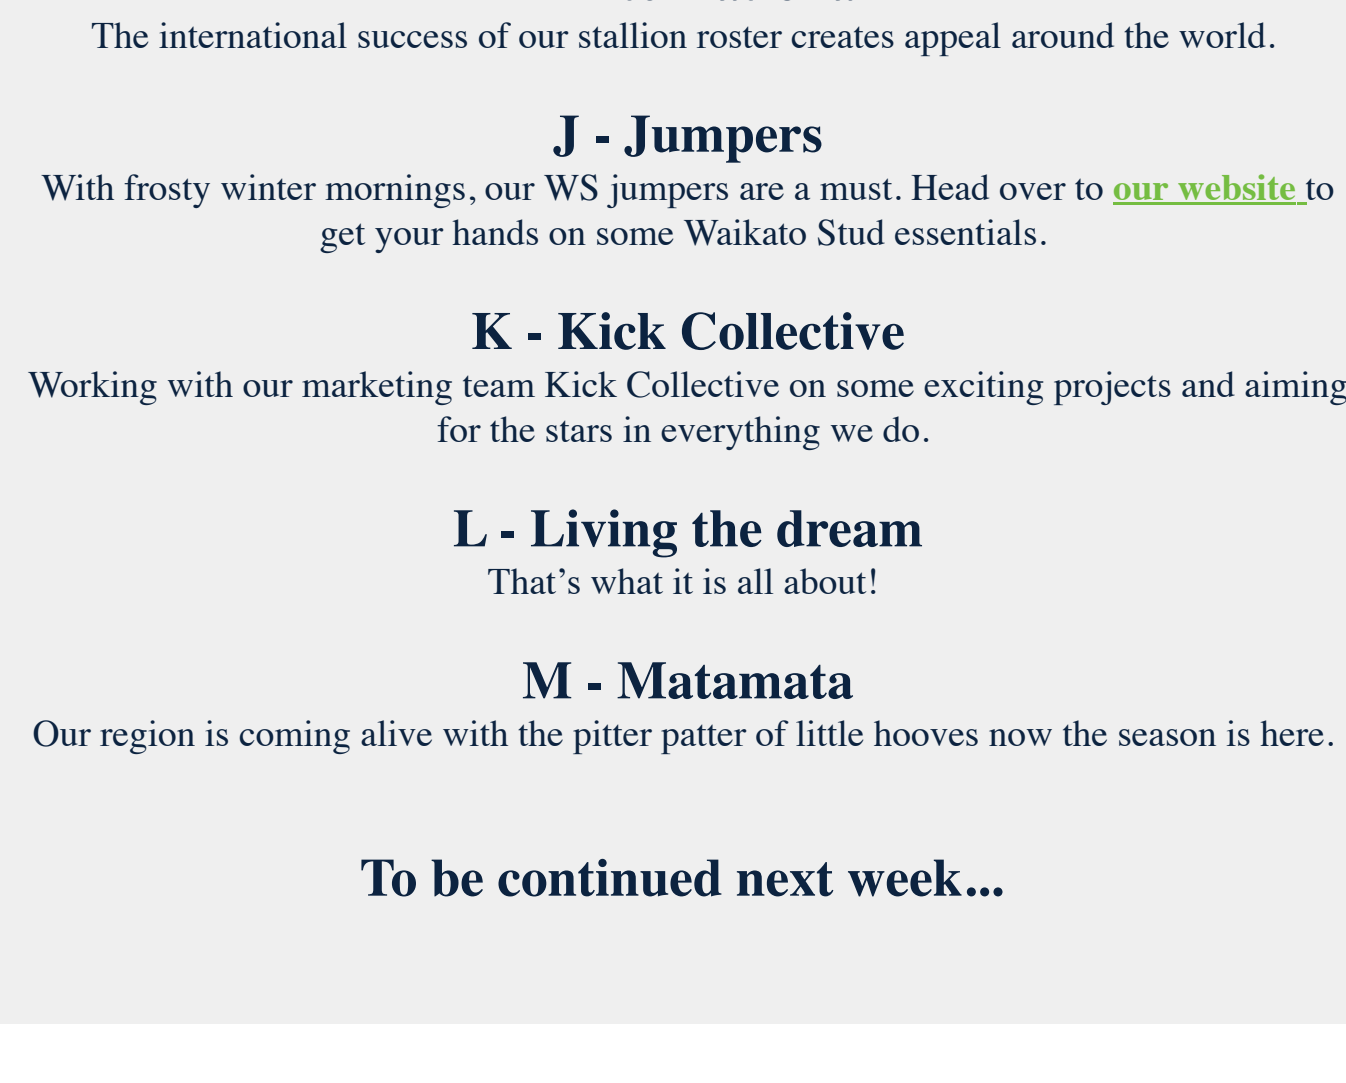 The international success of our stallion roster creates appeal around the world.
J - Jumpers
With frosty winter mornings, our WS jumpers are a must. Head over to our website to
get your hands on some Waikato Stud essentials.
K - Kick Collective
Working with our marketing team Kick Collective on some exciting projects and aiming
for the stars in everything we do.
L - Living the dream
That’s what it is all about!
M - Matamata
Our region is coming alive with the pitter patter of little hooves now the season is here.
To be continued next week...